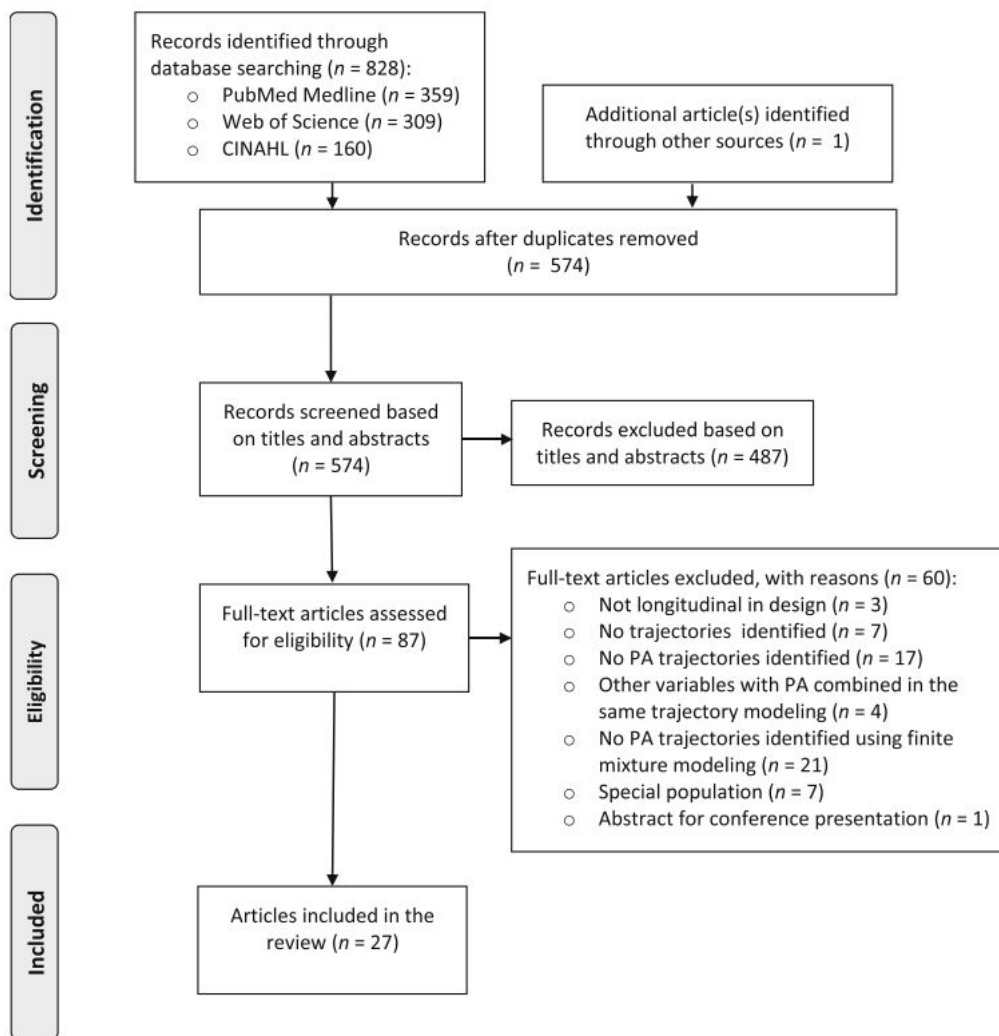 Identification
Records identified through
database searching (n = 828):
o PubMed Medline (n = 359)
o Web of Science (n = 309)
o CINAHL (n = 160)
Additional article(s) identified
through other sources (n = 1)
Records after duplicates removed
(n = 574)
Screening
Records screened based
on titles and abstracts
(n = 574)
Records excluded based on
titles and abstracts (n = 487)
Eligibility
Full-text articles assessed
for eligibility (n = 87)
Full-text articles excluded, with reasons (n = 60):
o Not longitudinal in design (n = 3)
o No trajectories identified (n = 7)
o No PA trajectories identified (n = 17)
o Other variables with PA combined in the
same trajectory modeling (n = 4)
o No PA trajectories identified using finite
mixture modeling (n = 21)
o Special population (n = 7)
o Abstract for conference presentation (n = 1)
Included
Articles included in the
review (n = 27)